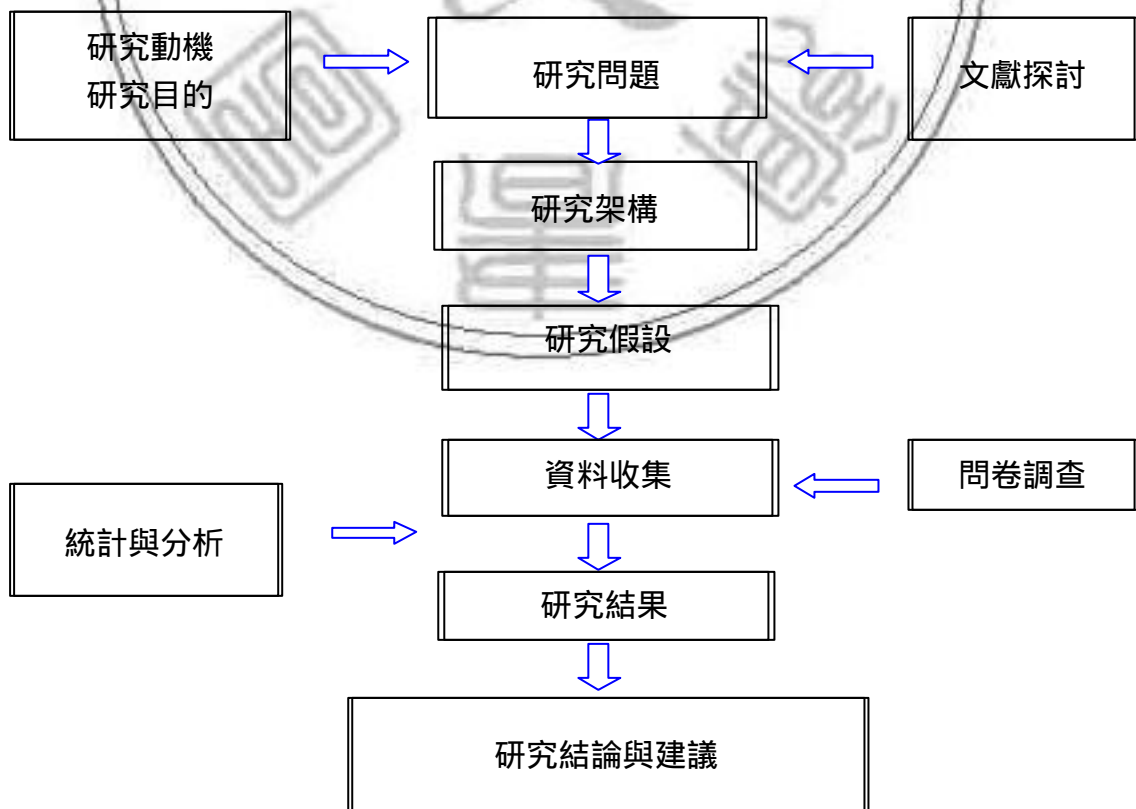 研究動機
研究目的
研究問題
文獻探討
研究架構
研究假設
資料收集
問卷調查
統計與分析
研究結果
研究結論與建議